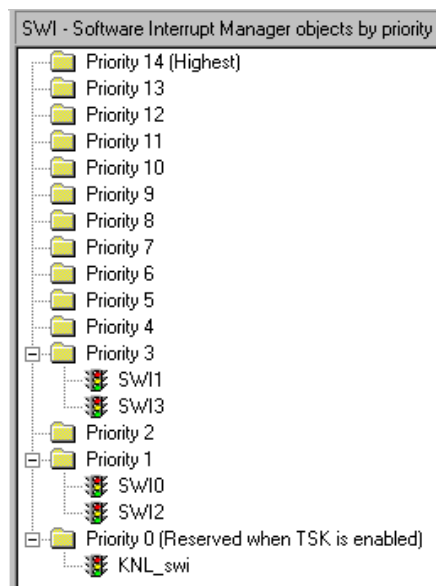 SWI - Software Interrupt Manager objects by priority
Priority 14 (Highest)
Priority 13
Priority 12
Priority 11
Priority 10
Priority 9
Priority 8
Priority 7
Priority 6
Priority 5
Priority 4
Priority 3
SWI1
SWI3
Priority 2
Priority 1
SWI0
SWI2
Priority 0 (Reserved when TSK is enabled)
KNL_swi